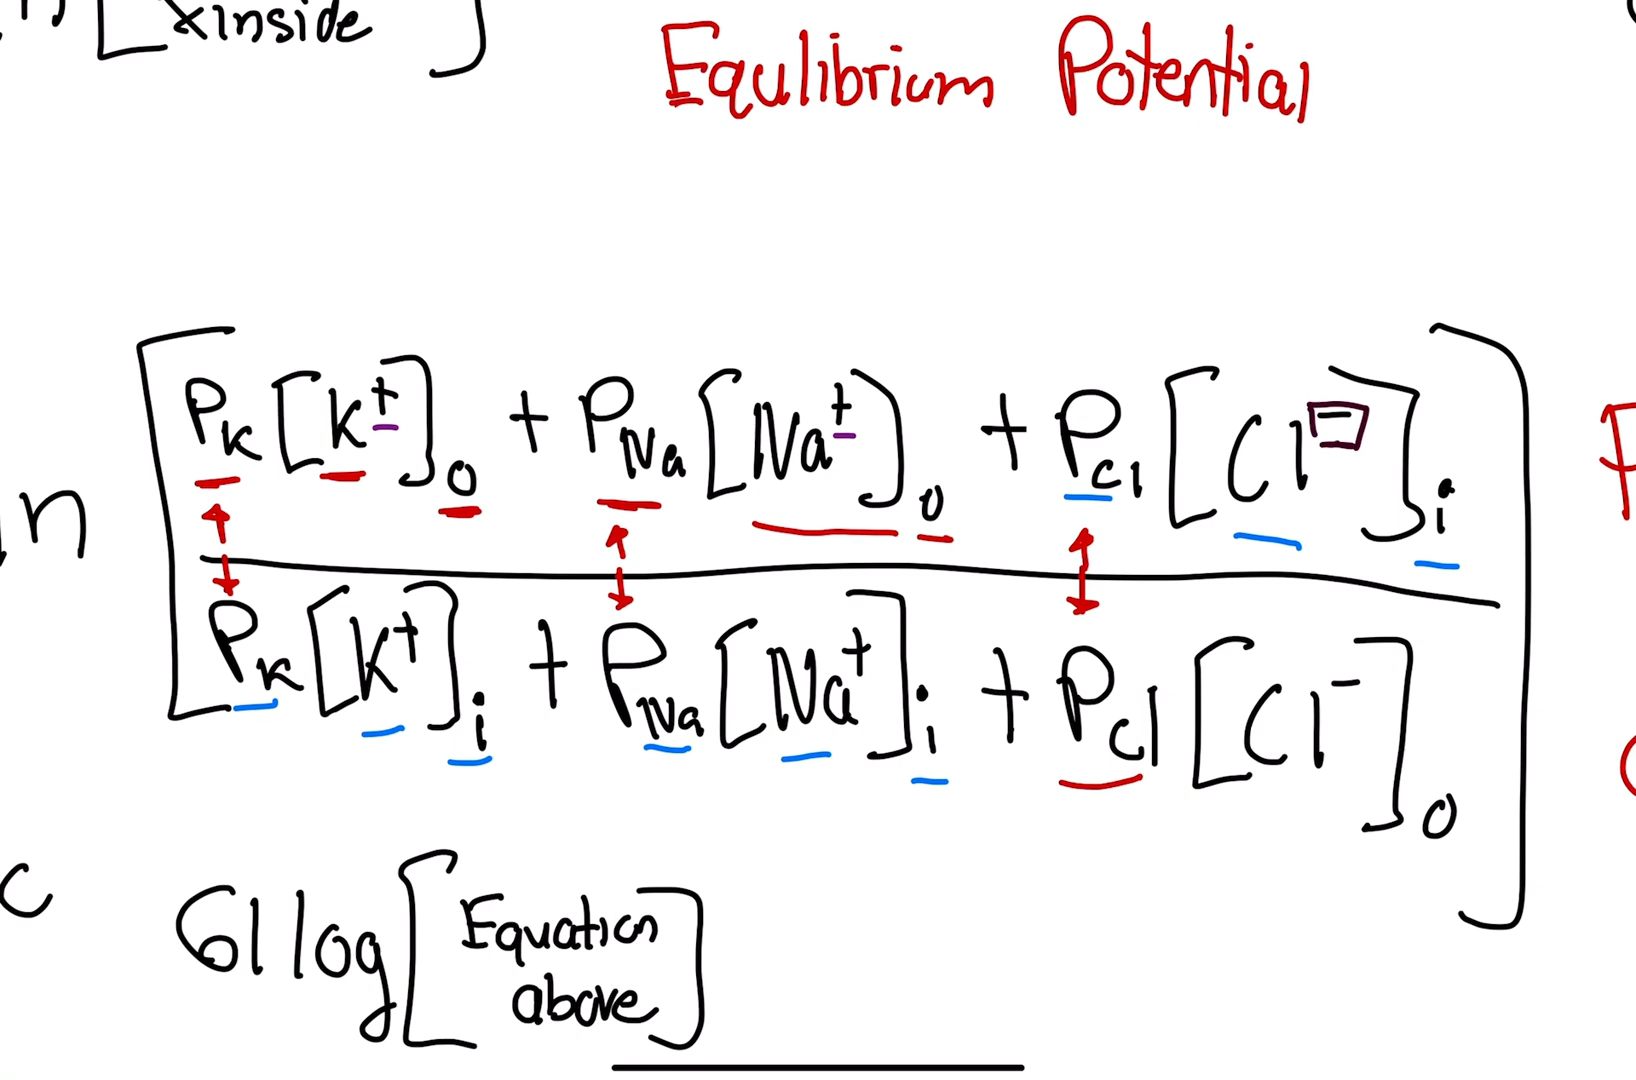 xinside ]
Equlibrium Potential
n [ P_K [K⁺]_o + P_Na [Na⁺]_o + P_Cl [Cl⁻]_i
P_K [K⁺]_i + P_Na [Na⁺]_i + P_Cl [Cl⁻]_o ]
c 61 log [ Equation
above ]